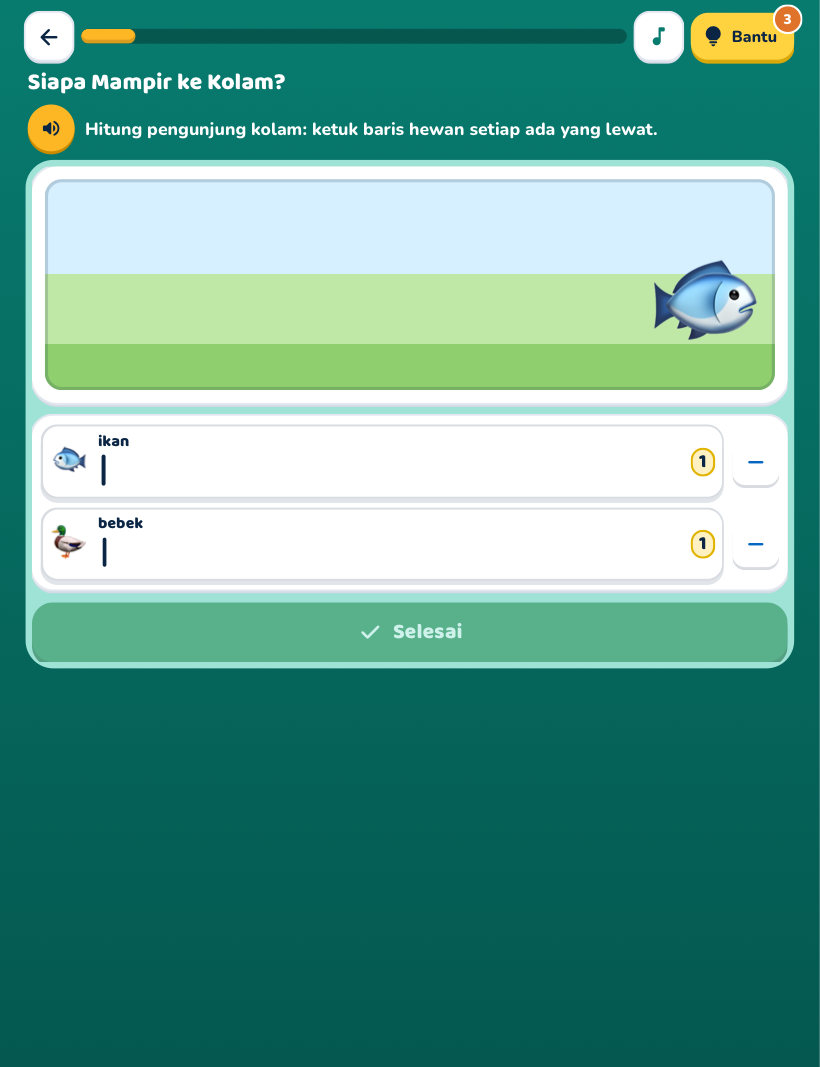 3
Bantu
Siapa Mampir ke Kolam?
Hitung pengunjung kolam: ketuk baris hewan setiap ada yang lewat.
ikan
1
bebek
1
Selesai